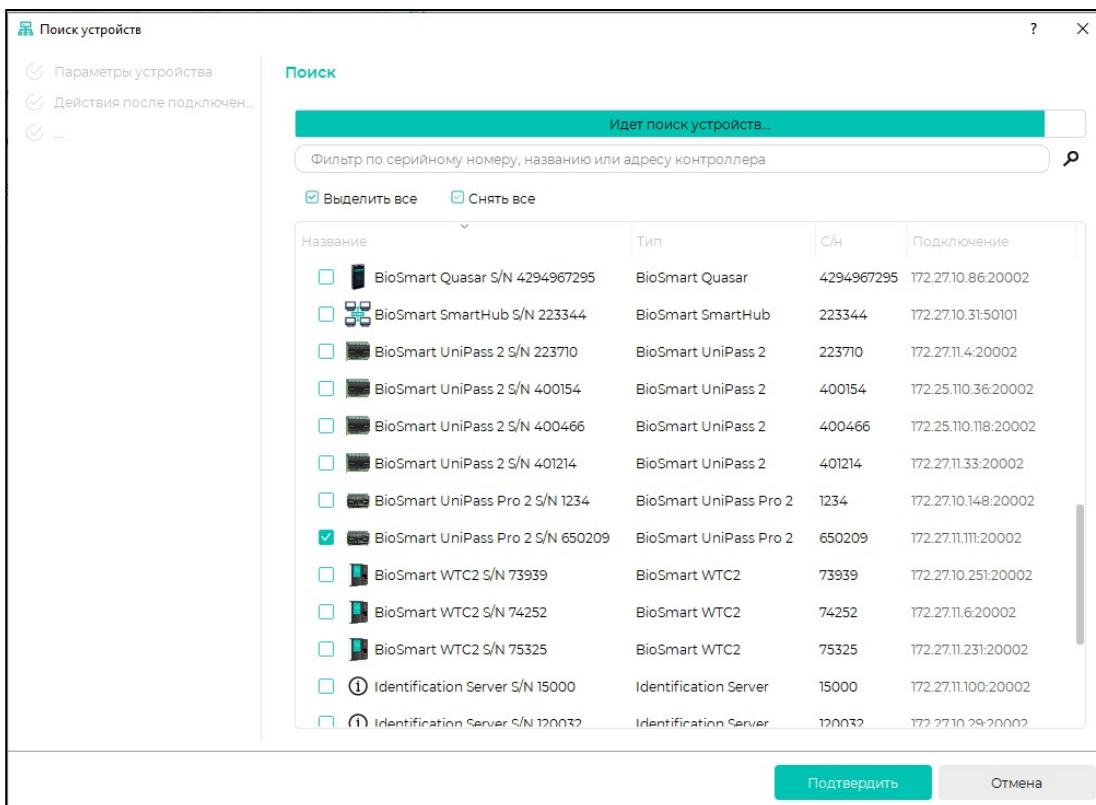 Поиск устройств
?
Параметры устройства
Действия после подключен...
...
Поиск
Идет поиск устройств...
Фильтр по серийному номеру, названию или адресу контроллера
Выделить все Снять все
Название Тип С/н Подключение
BioSmart Quasar S/N 4294967295 BioSmart Quasar 4294967295 172.27.10.86:20002
BioSmart SmartHub S/N 223344 BioSmart SmartHub 223344 172.27.10.31:50101
BioSmart UniPass 2 S/N 223710 BioSmart UniPass 2 223710 172.27.11.4:20002
BioSmart UniPass 2 S/N 400154 BioSmart UniPass 2 400154 172.25.110.36:20002
BioSmart UniPass 2 S/N 400466 BioSmart UniPass 2 400466 172.25.110.118:20002
BioSmart UniPass 2 S/N 401214 BioSmart UniPass 2 401214 172.27.11.33:20002
BioSmart UniPass Pro 2 S/N 1234 BioSmart UniPass Pro 2 1234 172.27.10.148:20002
BioSmart UniPass Pro 2 S/N 650209 BioSmart UniPass Pro 2 650209 172.27.11.111:20002
BioSmart WTC2 S/N 73939 BioSmart WTC2 73939 172.27.10.251:20002
BioSmart WTC2 S/N 74252 BioSmart WTC2 74252 172.27.11.6:20002
BioSmart WTC2 S/N 75325 BioSmart WTC2 75325 172.27.11.231:20002
Identification Server S/N 15000 Identification Server 15000 172.27.11.100:20002
Identification Server S/N 120032 Identification Server 120032 172.27.10.29:20002
Подтвердить Отмена